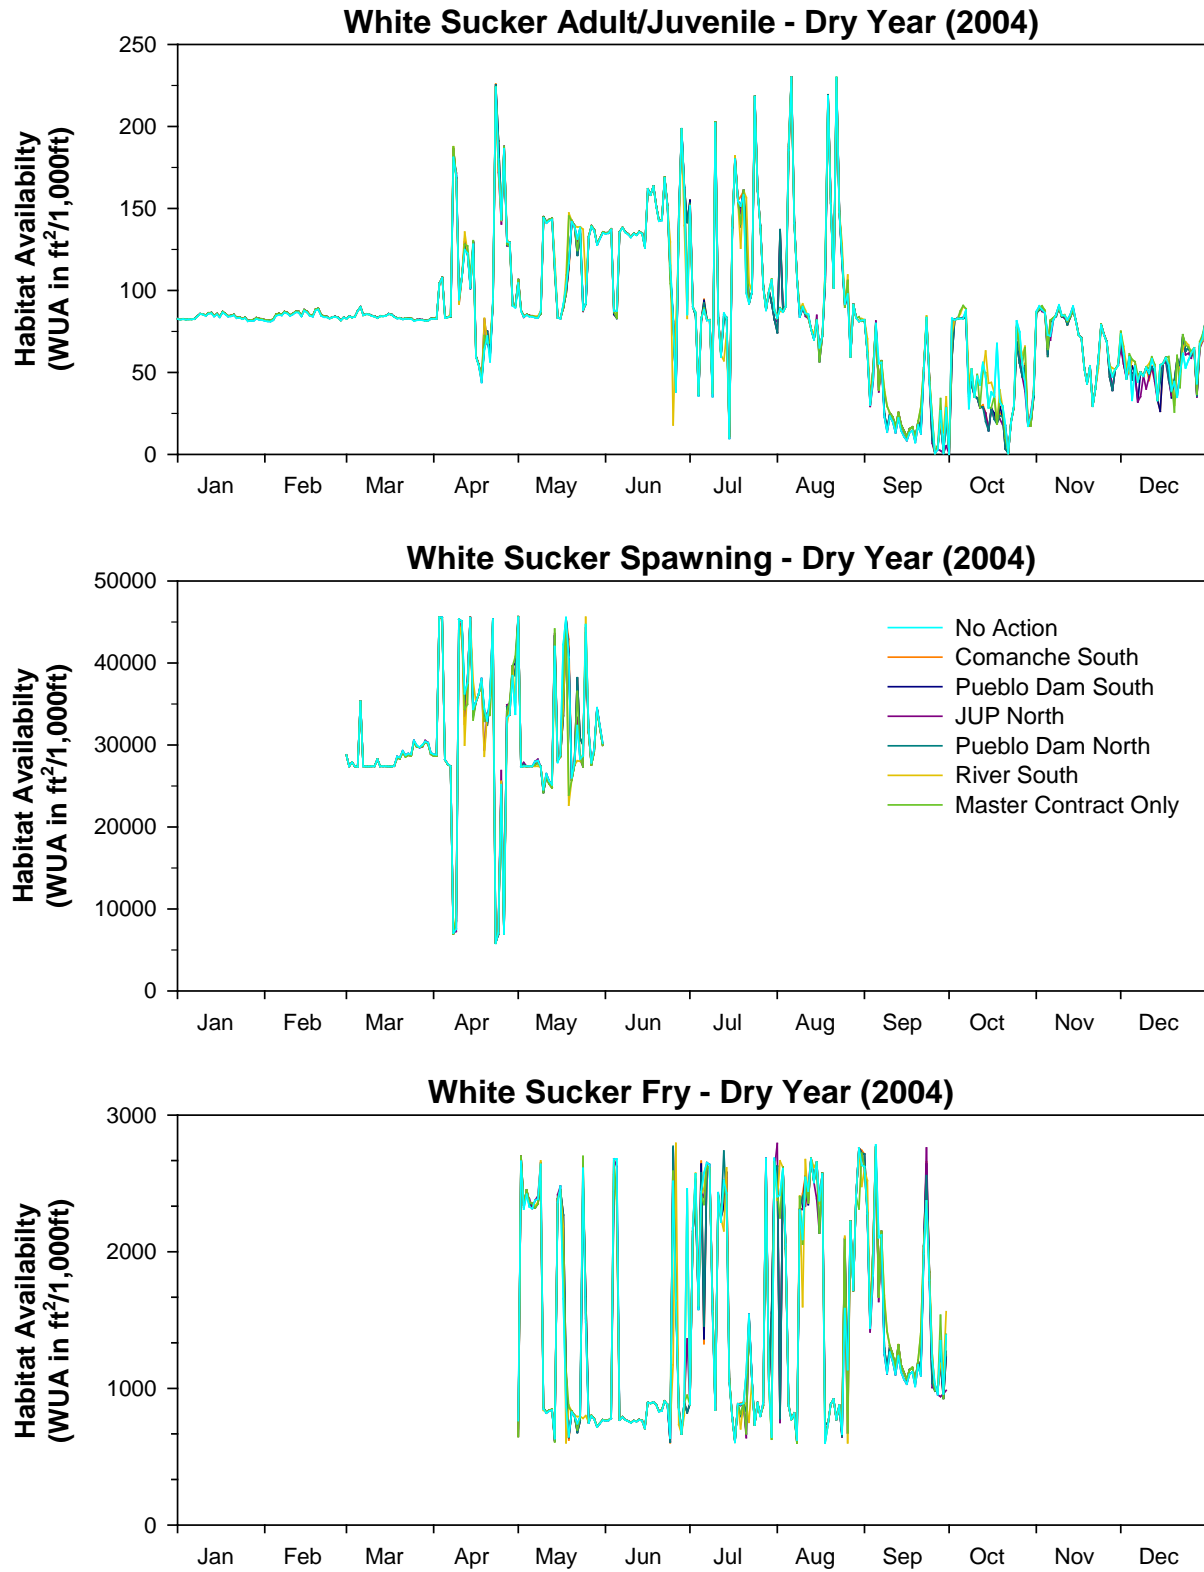 White Sucker Adult/Juvenile - Dry Year (2004)
Habitat Availabilty
(WUA in ft²/1,000ft)
250
200
150
100
50
0
Jan Feb Mar Apr May Jun Jul Aug Sep Oct Nov Dec
White Sucker Spawning - Dry Year (2004)
Habitat Availabilty
(WUA in ft²/1,000ft)
50000
40000
30000
20000
10000
0
No Action
Comanche South
Pueblo Dam South
JUP North
Pueblo Dam North
River South
Master Contract Only
Jan Feb Mar Apr May Jun Jul Aug Sep Oct Nov Dec
White Sucker Fry - Dry Year (2004)
Habitat Availabilty
(WUA in ft²/1,000ft)
3000
2000
1000
0
Jan Feb Mar Apr May Jun Jul Aug Sep Oct Nov Dec